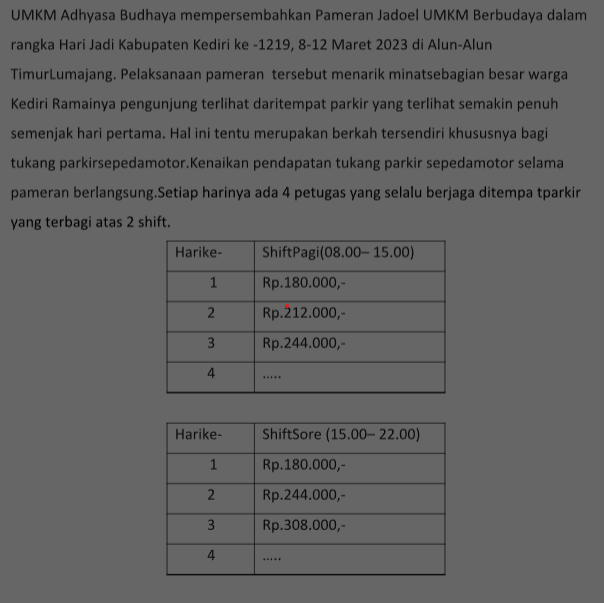 UMKM Adhyasa Budhaya mempersembahkan Pameran Jadoel UMKM Berbudaya dalam
rangka Hari Jadi Kabupaten Kediri ke -1219, 8-12 Maret 2023 di Alun-Alun
TimurLumajang. Pelaksanaan pameran tersebut menarik minatsebagian besar warga
Kediri Ramainya pengunjung terlihat daritempat parkir yang terlihat semakin penuh
semenjak hari pertama. Hal ini tentu merupakan berkah tersendiri khususnya bagi
tukang parkirsepedamotor.Kenaikan pendapatan tukang parkir sepedamotor selama
pameran berlangsung.Setiap harinya ada 4 petugas yang selalu berjaga ditempa tparkir
yang terbagi atas 2 shift.
Harike- ShiftPagi(08.00– 15.00)
1 Rp.180.000,-
2 Rp.212.000,-
3 Rp.244.000,-
4 .....
Harike- ShiftSore (15.00– 22.00)
1 Rp.180.000,-
2 Rp.244.000,-
3 Rp.308.000,-
4 .....